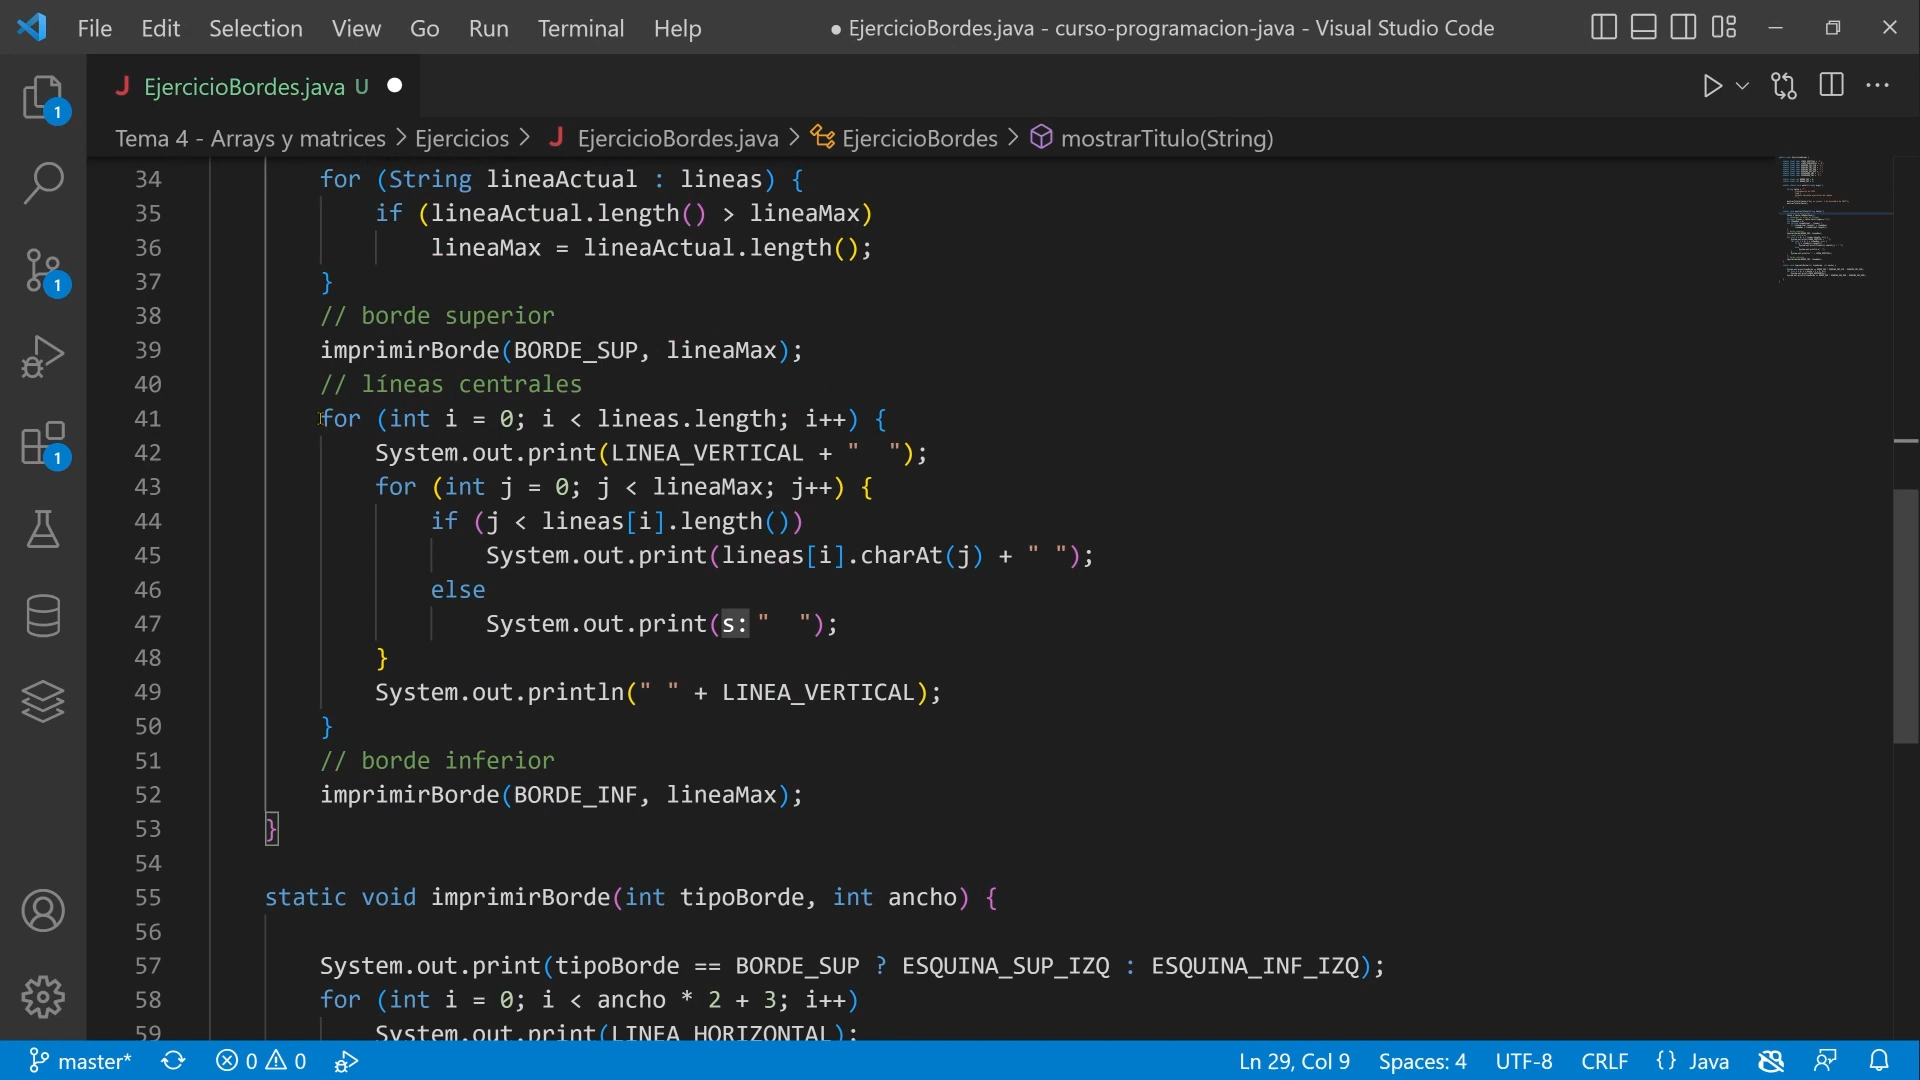 File Edit Selection View Go Run Terminal Help ● EjercicioBordes.java - curso-programacion-java - Visual Studio Code
J EjercicioBordes.java U
Tema 4 - Arrays y matrices > Ejercicios > J EjercicioBordes.java > EjercicioBordes > mostrarTitulo(String)
34 for (String lineaActual : lineas) {
35 if (lineaActual.length() > lineaMax)
36 lineaMax = lineaActual.length();
37 }
38 // borde superior
39 imprimirBorde(BORDE_SUP, lineaMax);
40 // líneas centrales
41 for (int i = 0; i < lineas.length; i++) {
42 System.out.print(LINEA_VERTICAL + "  ");
43 for (int j = 0; j < lineaMax; j++) {
44 if (j < lineas[i].length())
45 System.out.print(lineas[i].charAt(j) + " ");
46 else
47 System.out.print(s: "  ");
48 }
49 System.out.println(" " + LINEA_VERTICAL);
50 }
51 // borde inferior
52 imprimirBorde(BORDE_INF, lineaMax);
53 }
54
55 static void imprimirBorde(int tipoBorde, int ancho) {
56
57 System.out.print(tipoBorde == BORDE_SUP ? ESQUINA_SUP_IZQ : ESQUINA_INF_IZQ);
58 for (int i = 0; i < ancho * 2 + 3; i++)
59 System.out.print(LINEA_HORIZONTAL);
1
1
1
master* 0 0 Ln 29, Col 9 Spaces: 4 UTF-8 CRLF {} Java